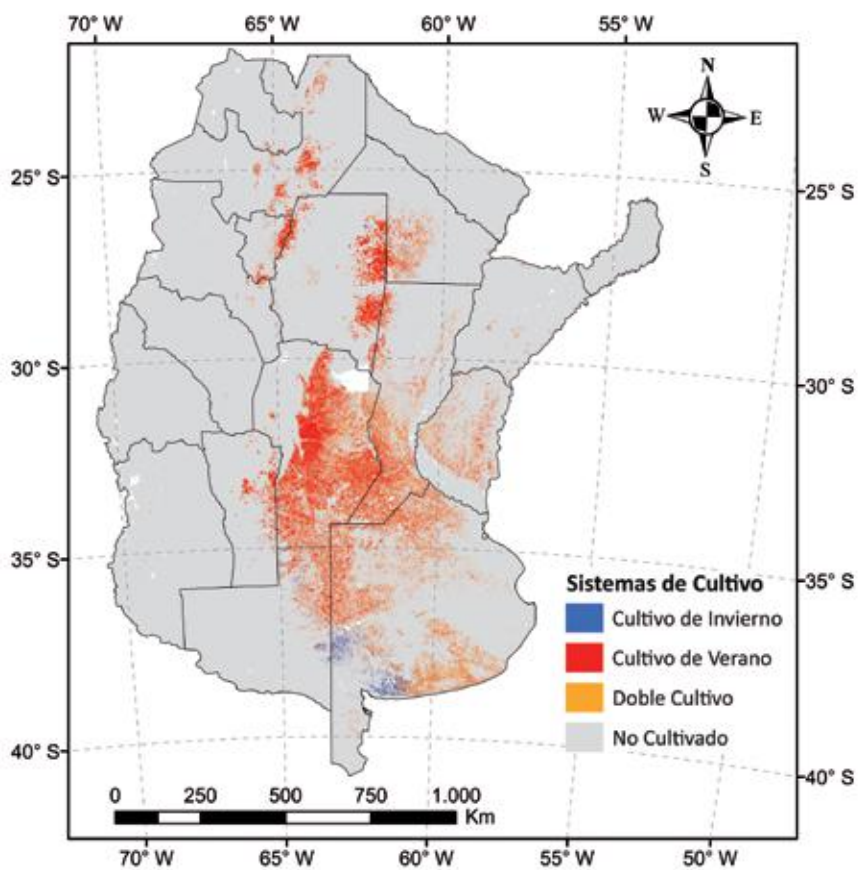 70° W 65° W 60° W 55° W
N
W E
S
25° S 25° S
30° S 30° S
35° S 35° S
Sistemas de Cultivo
Cultivo de Invierno
Cultivo de Verano
Doble Cultivo
No Cultivado
40° S 40° S
0 250 500 750 1.000
Km
70° W 65° W 60° W 55° W 50° W